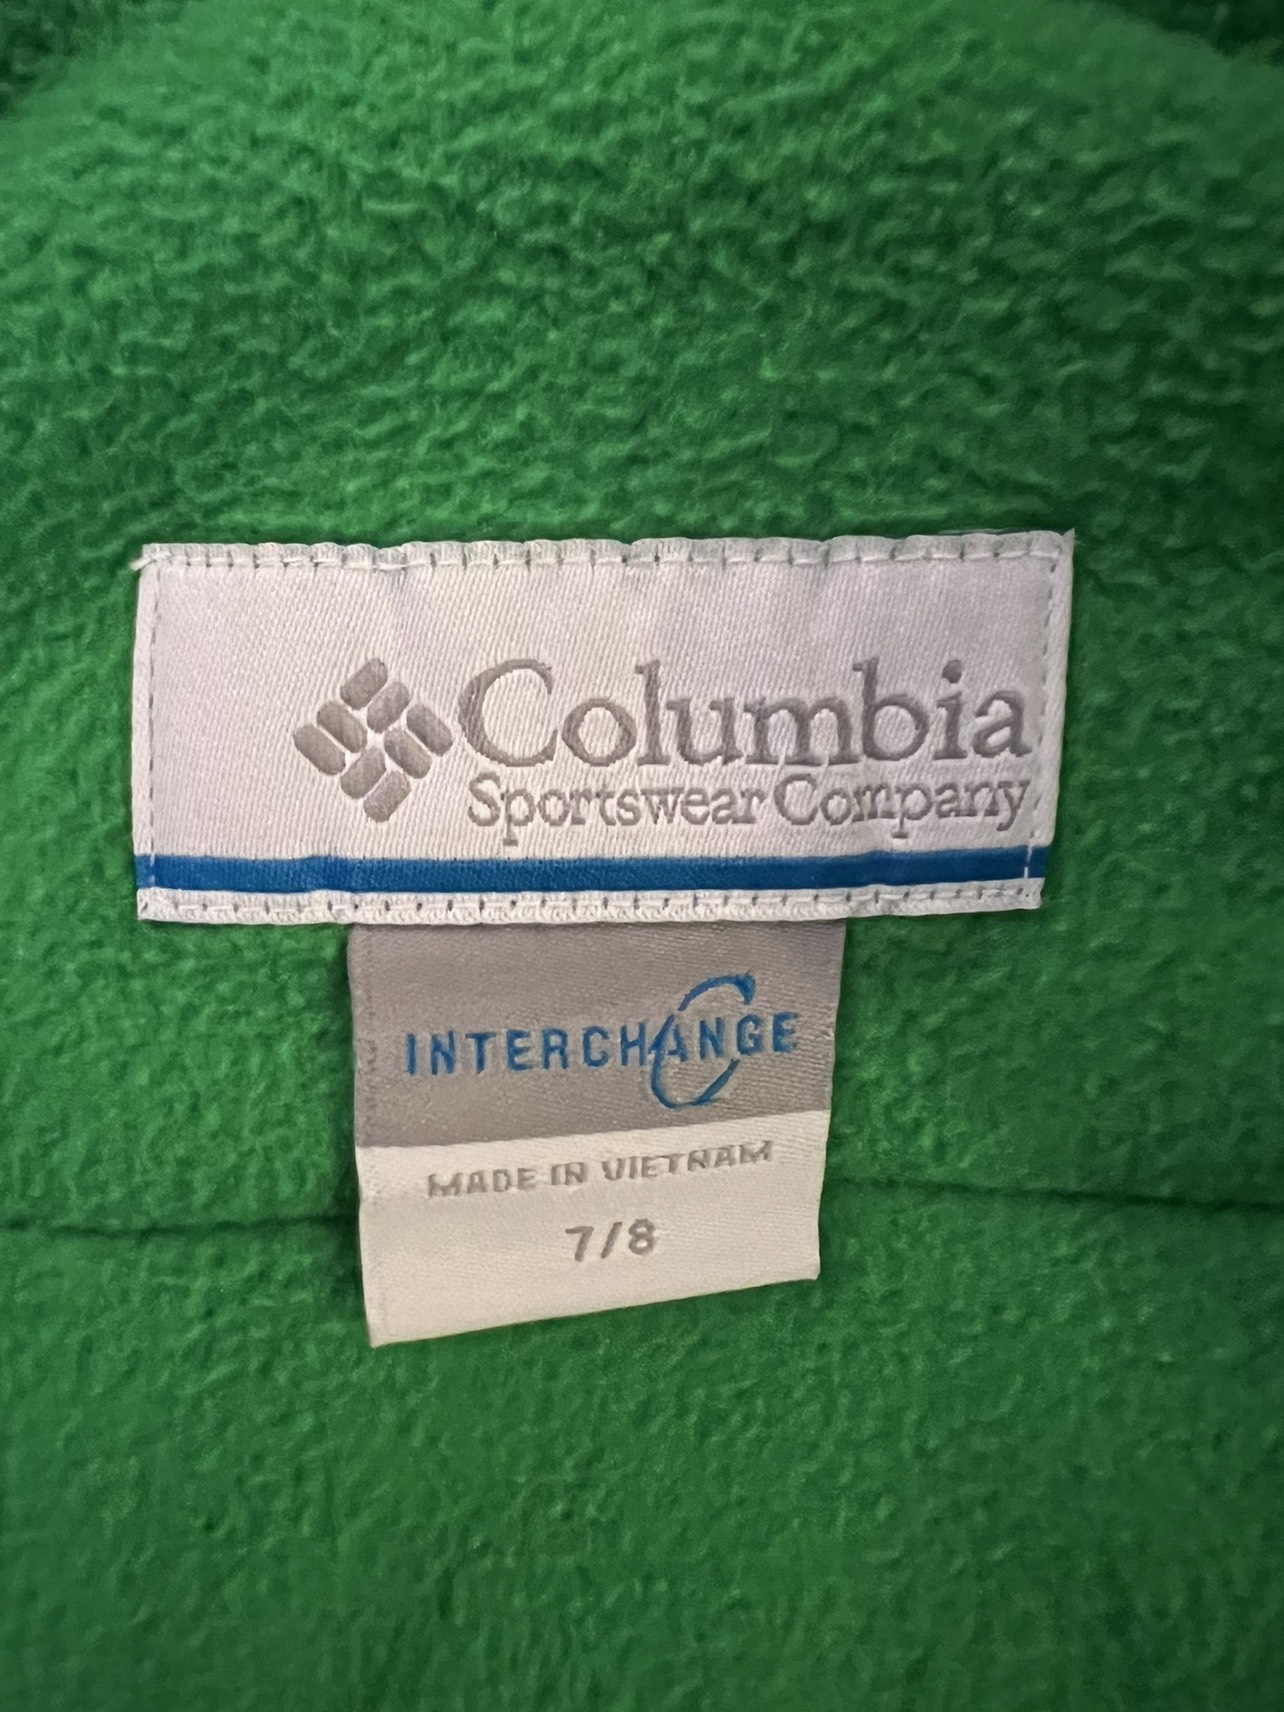 Columbia
Sportswear Company
INTERCHANGE
MADE IN VIETNAM
7/8